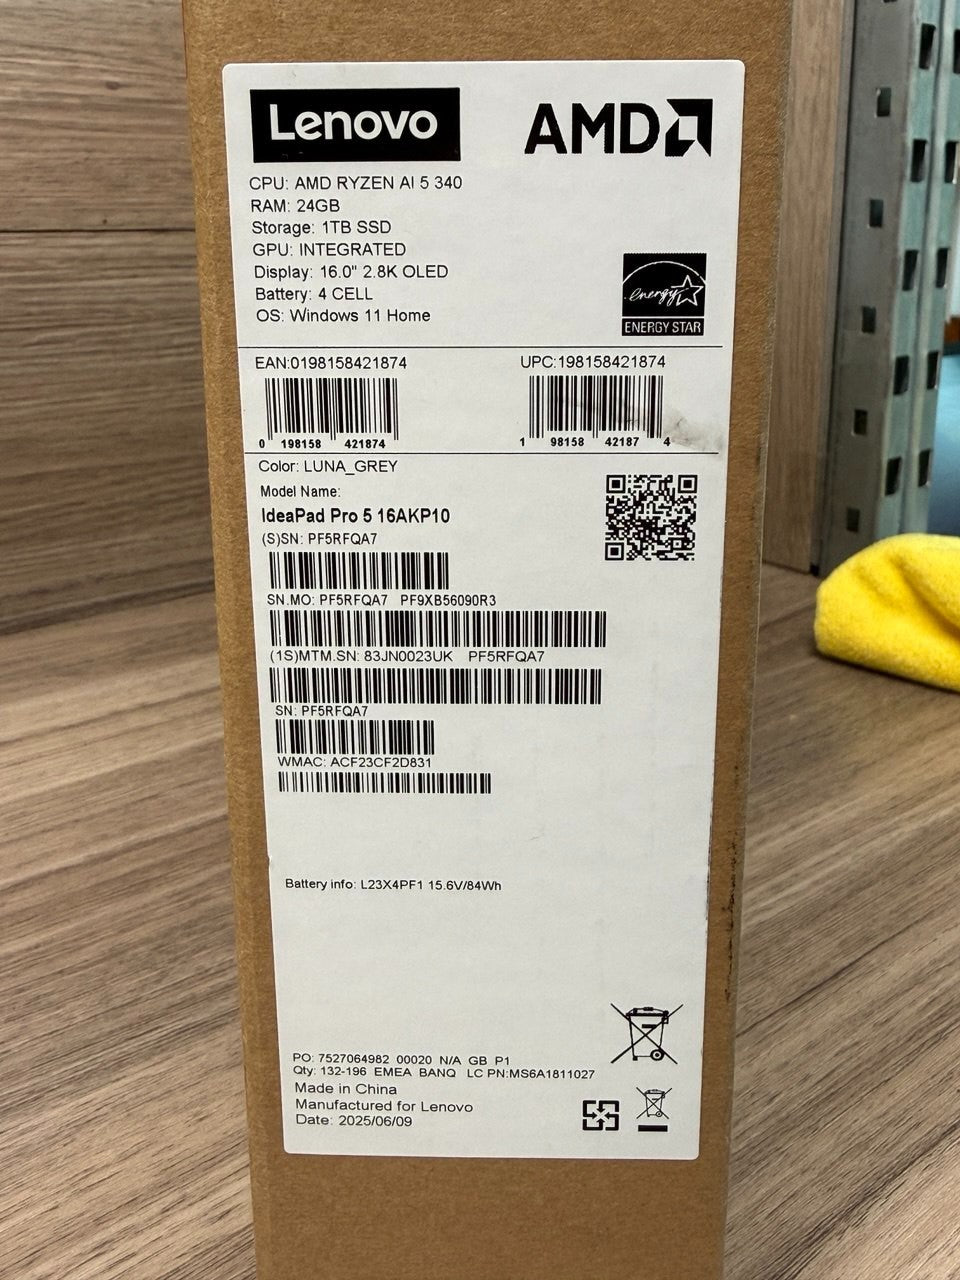 Lenovo
AMD
CPU: AMD RYZEN AI 5 340
RAM: 24GB
Storage: 1TB SSD
GPU: INTEGRATED
Display: 16.0" 2.8K OLED
Battery: 4 CELL
OS: Windows 11 Home
energy
ENERGY STAR
EAN:0198158421874
UPC:198158421874
0 198158 421874
1 98158 42187 4
Color: LUNA_GREY
Model Name:
IdeaPad Pro 5 16AKP10
(S)SN: PF5RFQA7
SN.MO: PF5RFQA7 PF9XB56090R3
(1S)MTM.SN: 83JN0023UK PF5RFQA7
SN: PF5RFQA7
WMAC: ACF23CF2D831
Battery info: L23X4PF1 15.6V/84Wh
PO: 7527064982 00020 N/A GB P1
Qty: 132-196 EMEA BANQ LC PN:MS6A1811027
Made in China
Manufactured for Lenovo
Date: 2025/06/09